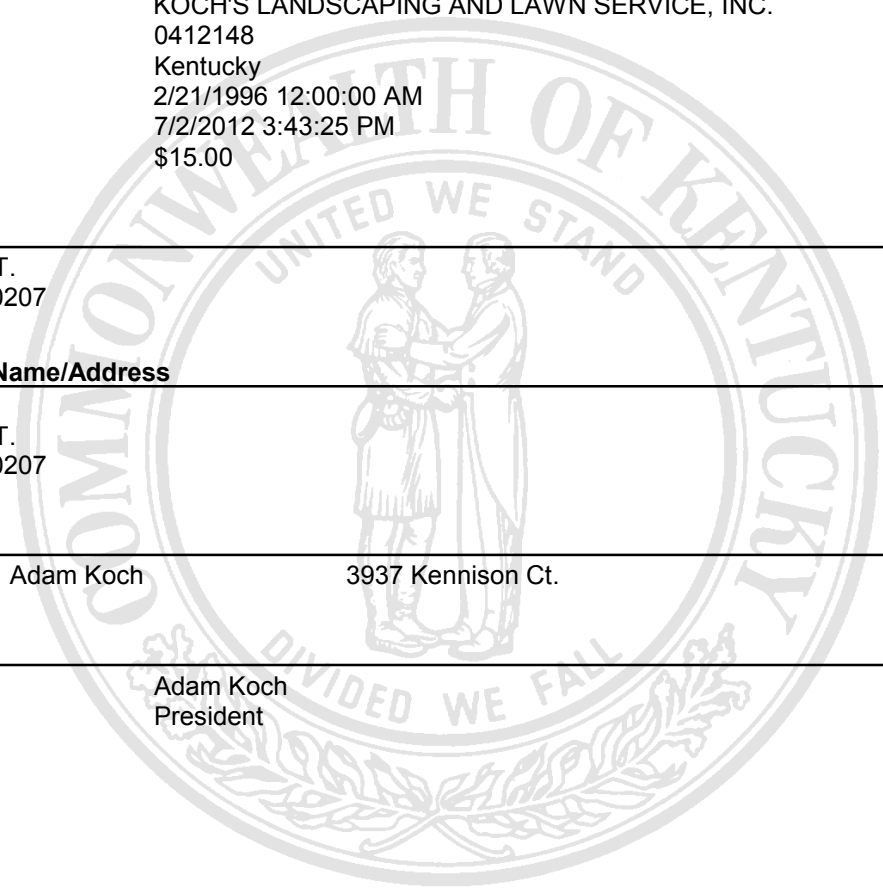 KOCH'S LANDSCAPING AND LAWN SERVICE, INC.
0412148
Kentucky
2/21/1996 12:00:00 AM
7/2/2012 3:43:25 PM
$15.00
T.
0207
Name/Address
T.
0207
Adam Koch 3937 Kennison Ct.
Adam Koch
President
COMMONWEALTH OF KENTUCKY
UNITED WE STAND
DIVIDED WE FALL